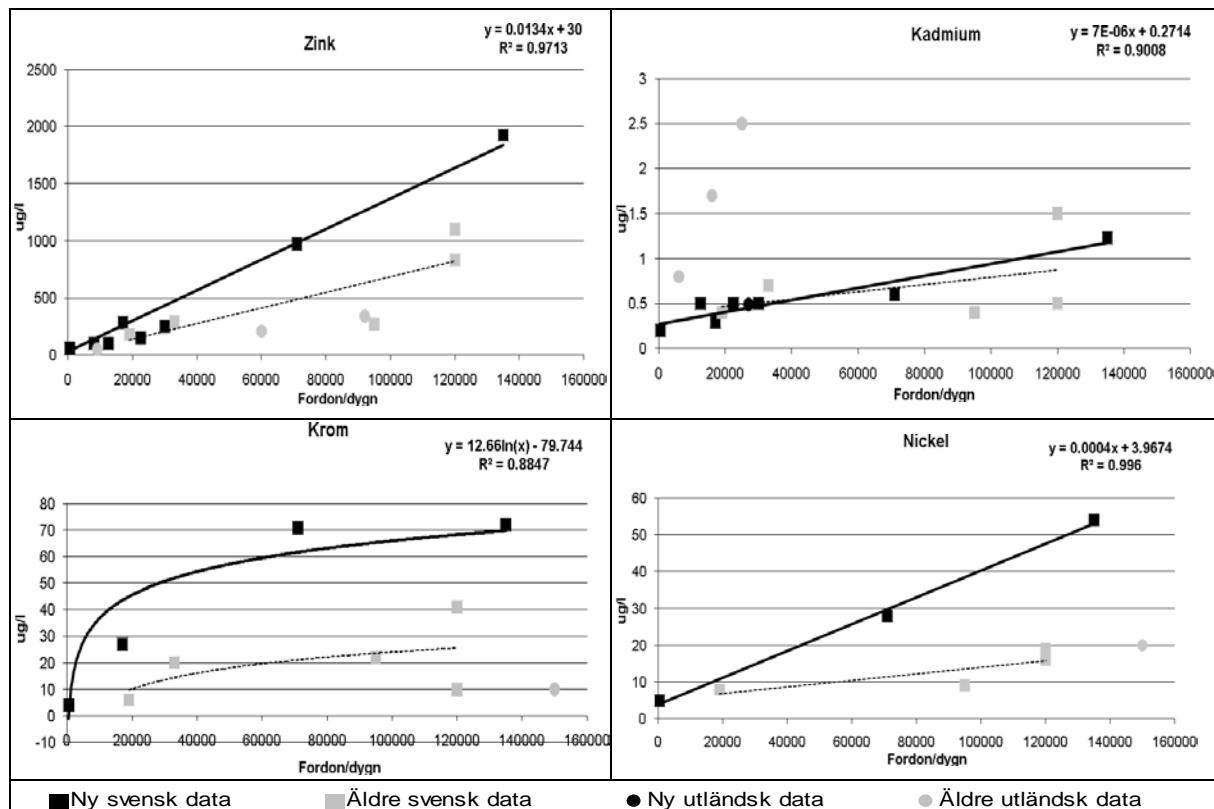 Zink
y = 0.0134x + 30
R² = 0.9713
2500
2000
1500
1000
500
0
ug/l
0 20000 40000 60000 80000 100000 120000 140000 160000
Fordon/dygn
Kadmium
y = 7E-06x + 0.2714
R² = 0.9008
3
2.5
2
1.5
1
0.5
0
ug/l
0 20000 40000 60000 80000 100000 120000 140000 160000
Fordon/dygn
Krom
y = 12.66ln(x) - 79.744
R² = 0.8847
80
70
60
50
40
30
20
10
0
-10
ug/l
0 20000 40000 60000 80000 100000 120000 140000 160000
Fordon/dygn
Nickel
y = 0.0004x + 3.9674
R² = 0.996
60
50
40
30
20
10
0
ug/l
0 20000 40000 60000 80000 100000 120000 140000 160000
Fordon/dygn
Ny svensk data Äldre svensk data Ny utländsk data Äldre utländsk data